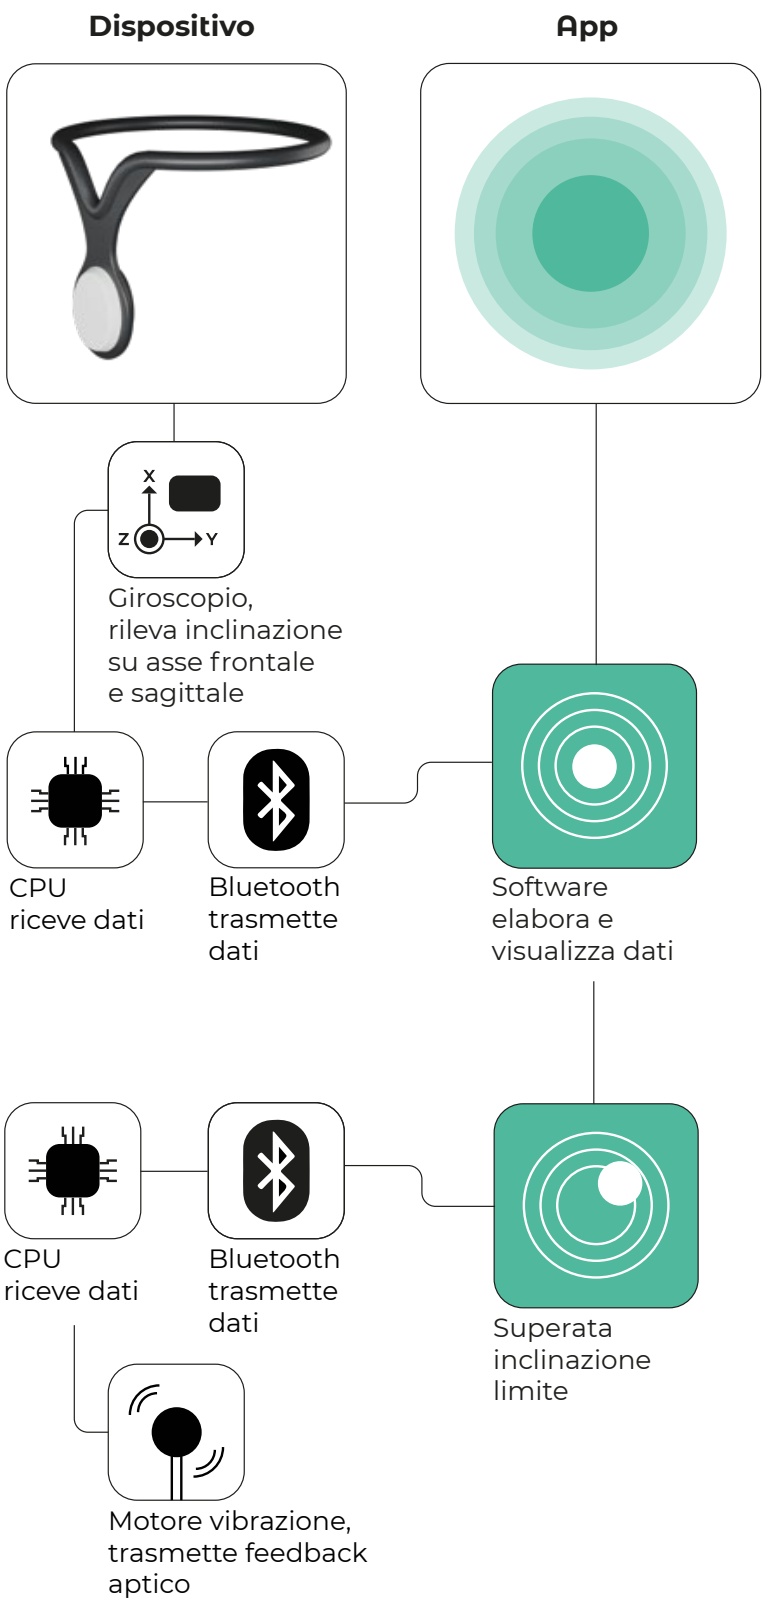 Dispositivo
App
X
Z
Y
Giroscopio,
rileva inclinazione
su asse frontale
e sagittale
CPU
riceve dati
Bluetooth
trasmette
dati
Software
elabora e
visualizza dati
CPU
riceve dati
Bluetooth
trasmette
dati
Superata
inclinazione
limite
Motore vibrazione,
trasmette feedback
aptico